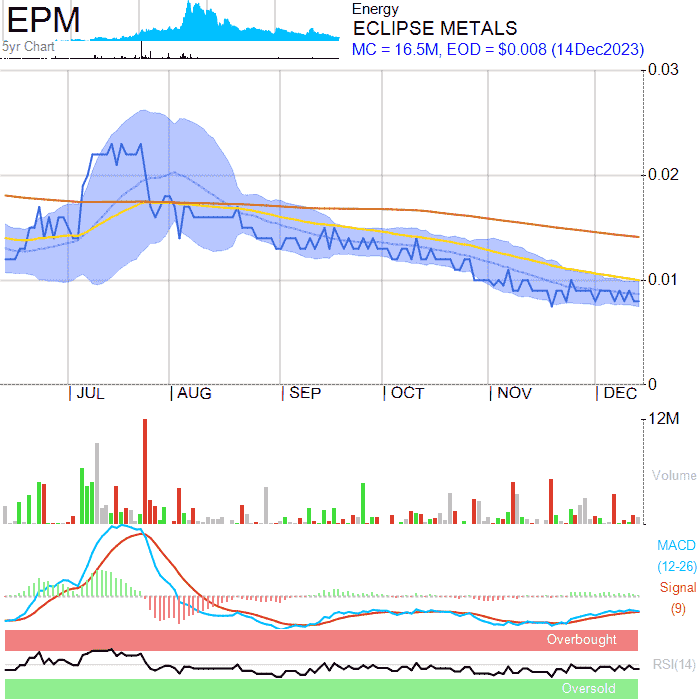 EPM
5yr Chart
Energy
ECLIPSE METALS
MC = 16.5M, EOD = $0.008 (14Dec2023)
0.03
0.02
0.01
0
JUL AUG SEP OCT NOV DEC
12M
Volume
MACD
(12-26)
Signal
(9)
Overbought
RSI(14)
Oversold